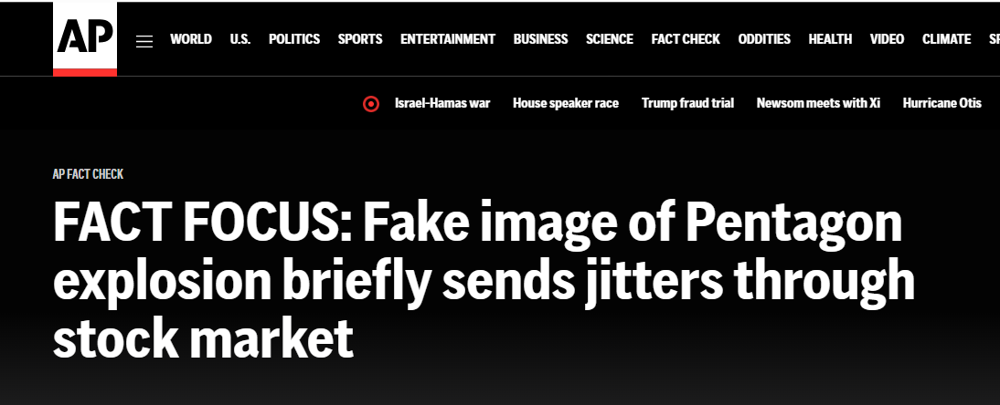 AP
WORLD U.S. POLITICS SPORTS ENTERTAINMENT BUSINESS SCIENCE FACT CHECK ODDITIES HEALTH VIDEO CLIMATE
Israel-Hamas war House speaker race Trump fraud trial Newsom meets with Xi Hurricane Otis
AP FACT CHECK
FACT FOCUS: Fake image of Pentagon
explosion briefly sends jitters through
stock market